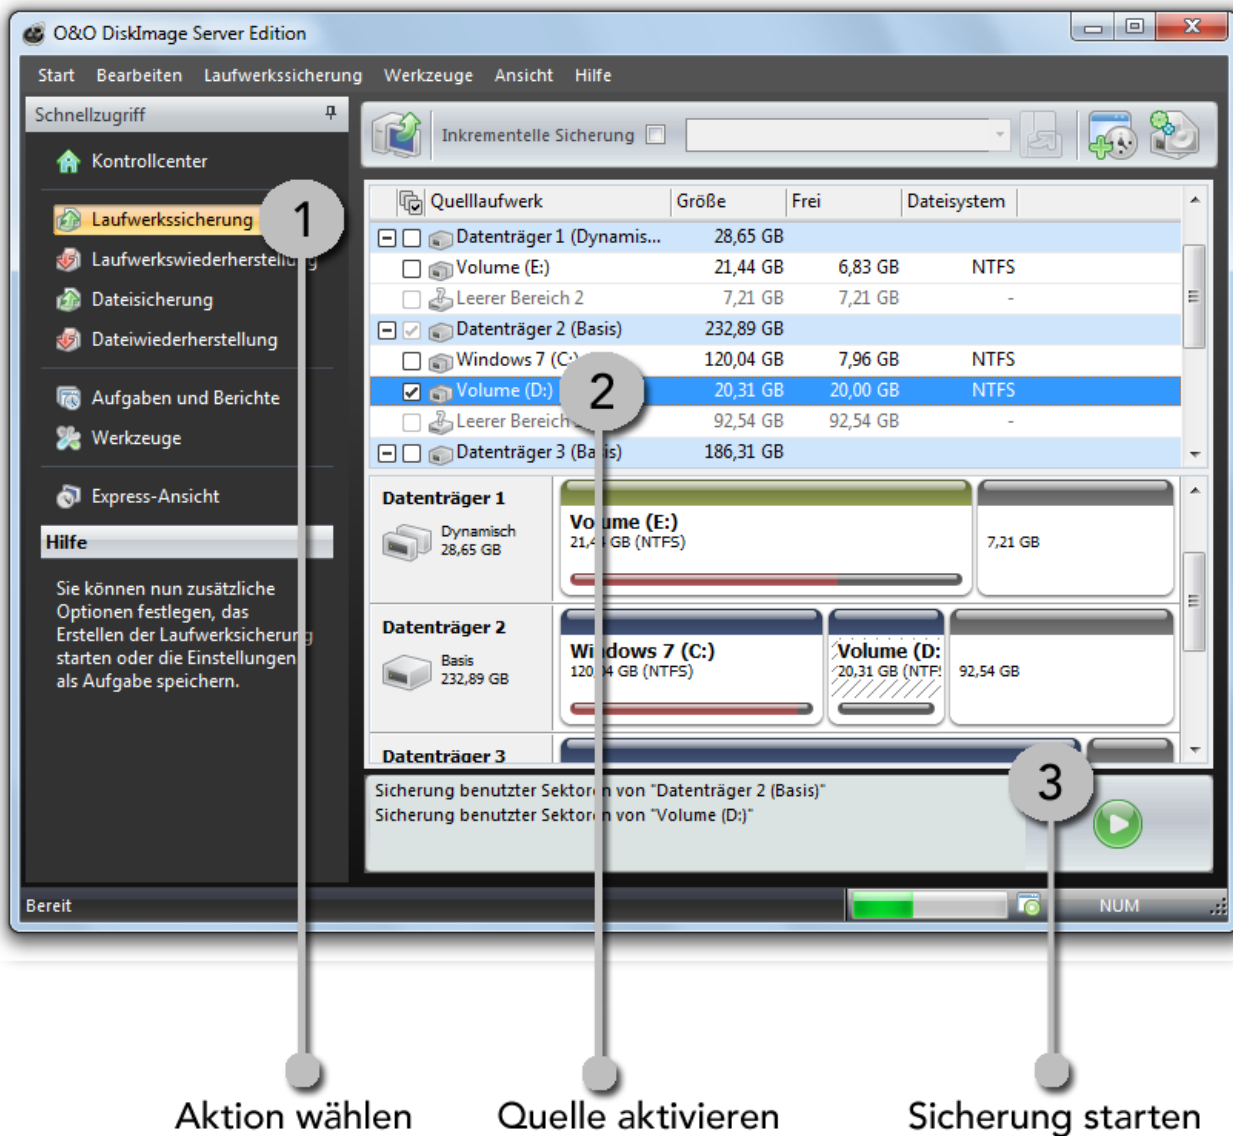 O&O DiskImage Server Edition
Start Bearbeiten Laufwerkssicherung Werkzeuge Ansicht Hilfe
Schnellzugriff
Kontrollcenter
Laufwerkssicherung
Laufwerkswiederherstellung
Dateisicherung
Dateiwiederherstellung
Aufgaben und Berichte
Werkzeuge
Express-Ansicht
Hilfe
Sie können nun zusätzliche
Optionen festlegen, das
Erstellen der Laufwerksicherung
starten oder die Einstellungen
als Aufgabe speichern.
Inkrementelle Sicherung
Quelllaufwerk Größe Frei Dateisystem
Datenträger 1 (Dynamis... 28,65 GB
Volume (E:) 21,44 GB 6,83 GB NTFS
Leerer Bereich 2 7,21 GB 7,21 GB -
Datenträger 2 (Basis) 232,89 GB
Windows 7 (C:) 120,04 GB 7,96 GB NTFS
Volume (D:) 20,31 GB 20,00 GB NTFS
Leerer Bereich 92,54 GB 92,54 GB -
Datenträger 3 (Basis) 186,31 GB
Datenträger 1
Dynamisch
28,65 GB
Volume (E:)
21,44 GB (NTFS)
7,21 GB
Datenträger 2
Basis
232,89 GB
Windows 7 (C:)
120,04 GB (NTFS)
Volume (D:
20,31 GB (NTF
92,54 GB
Datenträger 3
Sicherung benutzter Sektoren von "Datenträger 2 (Basis)"
Sicherung benutzter Sektoren von "Volume (D:)"
Bereit
NUM
1
2
3
Aktion wählen
Quelle aktivieren
Sicherung starten